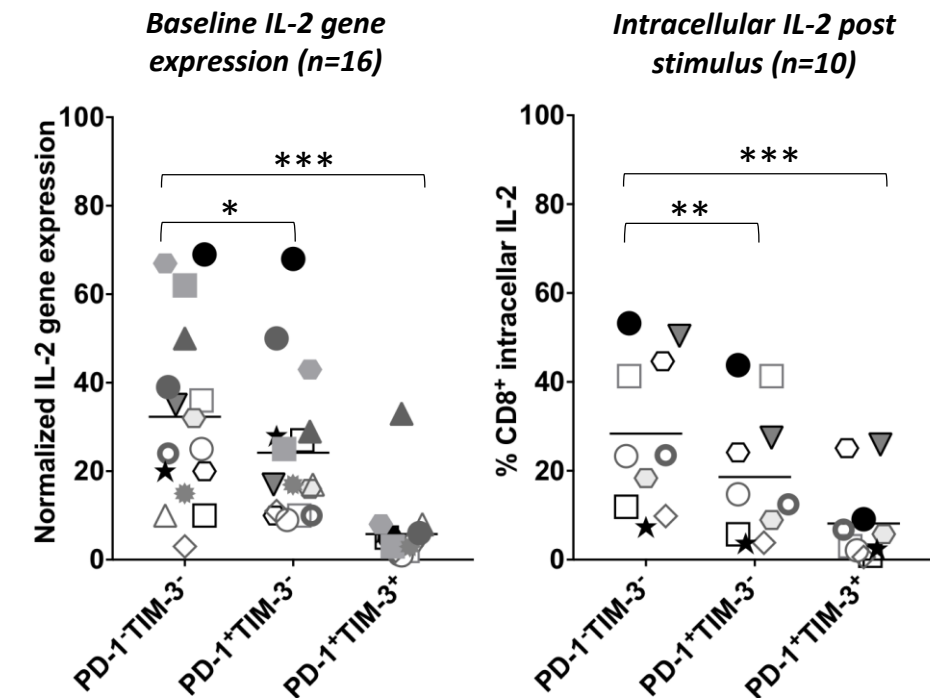 Baseline IL-2 gene
expression (n=16)
Normalized IL-2 gene expression
100
80
60
40
20
0
***
*
PD-1⁻TIM-3⁻
PD-1⁺TIM-3⁻
PD-1⁺TIM-3⁺
Intracellular IL-2 post
stimulus (n=10)
% CD8⁺ intracellar IL-2
100
80
60
40
20
0
***
**
PD-1⁻TIM-3⁻
PD-1⁺TIM-3⁻
PD-1⁺TIM-3⁺